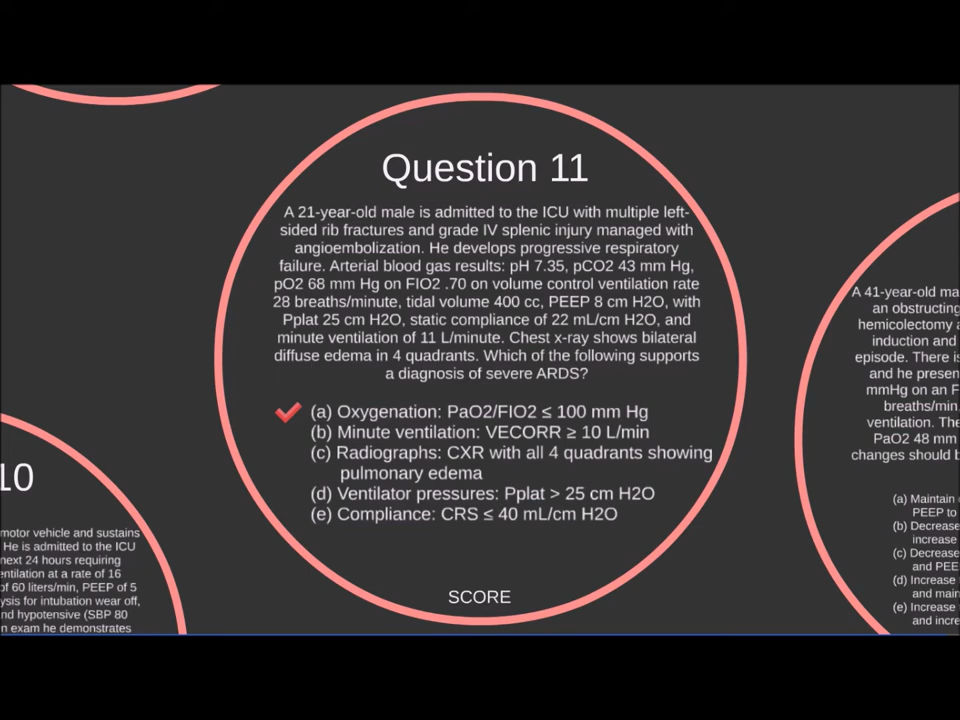 Question 11
A 21-year-old male is admitted to the ICU with multiple left-
sided rib fractures and grade IV splenic injury managed with
angioembolization. He develops progressive respiratory
failure. Arterial blood gas results: pH 7.35, pCO2 43 mm Hg,
pO2 68 mm Hg on FIO2 .70 on volume control ventilation rate
28 breaths/minute, tidal volume 400 cc, PEEP 8 cm H2O, with
Pplat 25 cm H2O, static compliance of 22 mL/cm H2O, and
minute ventilation of 11 L/minute. Chest x-ray shows bilateral
diffuse edema in 4 quadrants. Which of the following supports
a diagnosis of severe ARDS?
(a) Oxygenation: PaO2/FIO2 ≤ 100 mm Hg
(b) Minute ventilation: VECORR ≥ 10 L/min
(c) Radiographs: CXR with all 4 quadrants showing
pulmonary edema
(d) Ventilator pressures: Pplat > 25 cm H2O
(e) Compliance: CRS ≤ 40 mL/cm H2O
SCORE
10
motor vehicle and sustains
He is admitted to the ICU
next 24 hours requiring
entilation at a rate of 16
of 60 liters/min, PEEP of 5
ysis for intubation wear off,
nd hypotensive (SBP 80
n exam he demonstrates
A 41-year-old ma
an obstructing
hemicolectomy a
induction and
episode. There is
and he presen
mmHg on an F
breaths/min,
ventilation. The
PaO2 48 mm
changes should b
(a) Maintain
PEEP to
(b) Decrease
increase
(c) Decrease
and PEE
(d) Increase
and main
(e) Increase
and incre